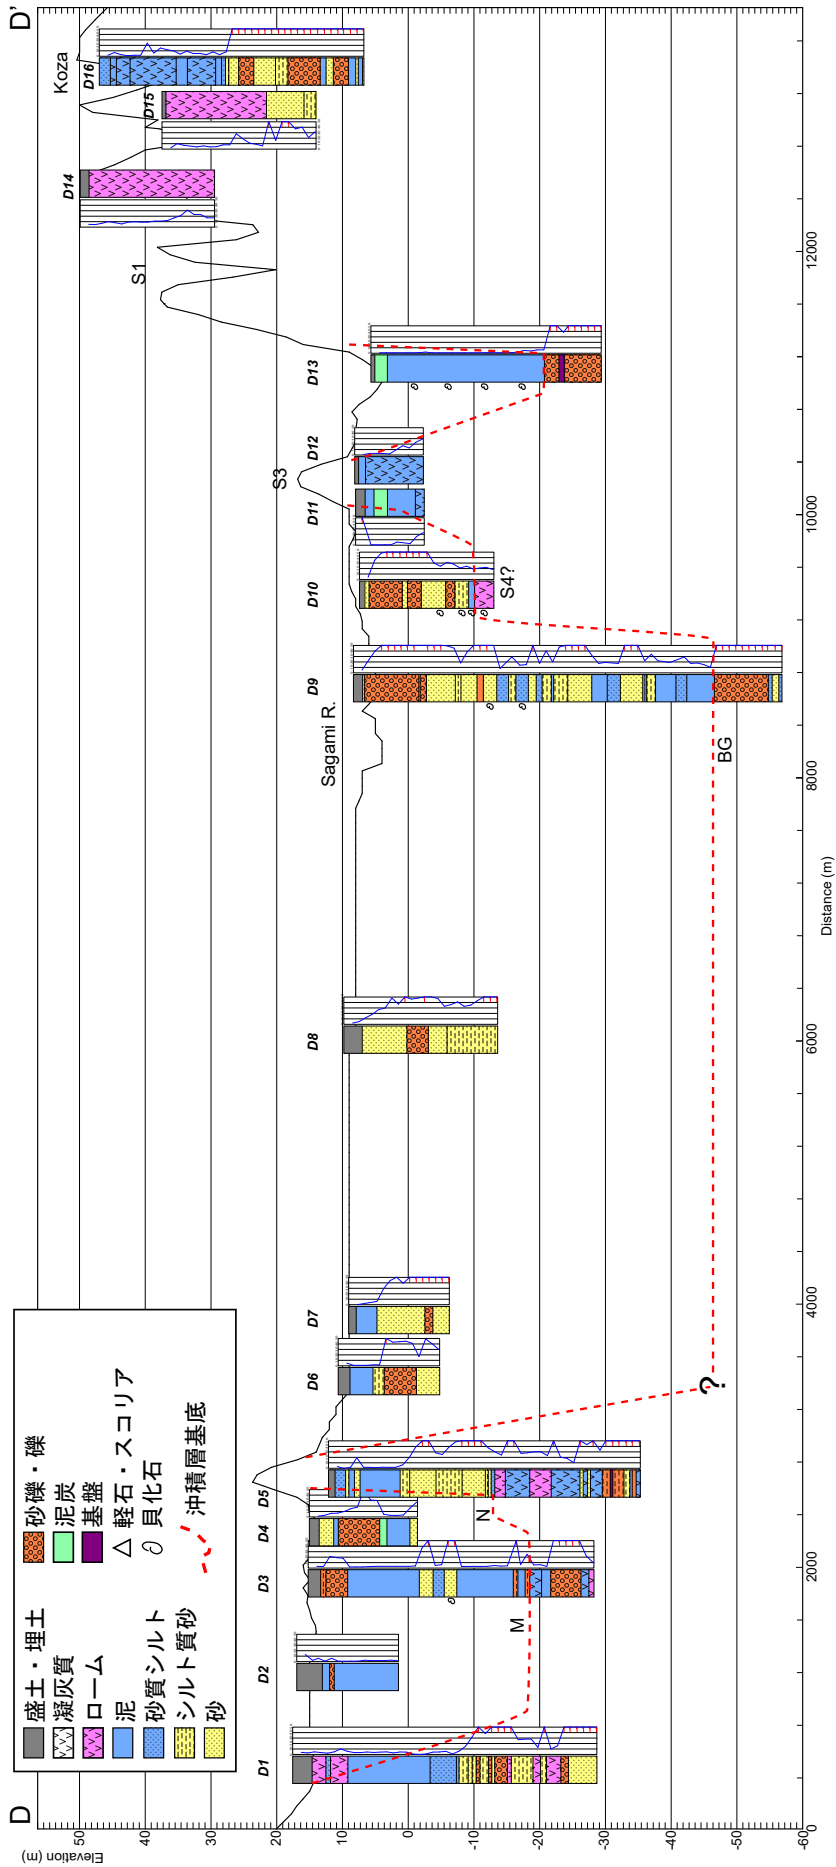 D
D'
Elevation (m)
50
40
30
20
10
0
-10
-20
-30
-40
-50
-60
2000
4000
6000
8000
10000
12000
Distance (m)
D1
D2
D3
D4
D5
D6
D7
D8
D9
D10
D11
D12
D13
D14
D15
D16
M
N
?
Sagami R.
BG
S4?
S3
S1
Koza
盛土・埋土
凝灰質
ローム
泥
砂質シルト
シルト質砂
砂
砂礫・礫
泥炭
基盤
軽石・スコリア
貝化石
沖積層基底